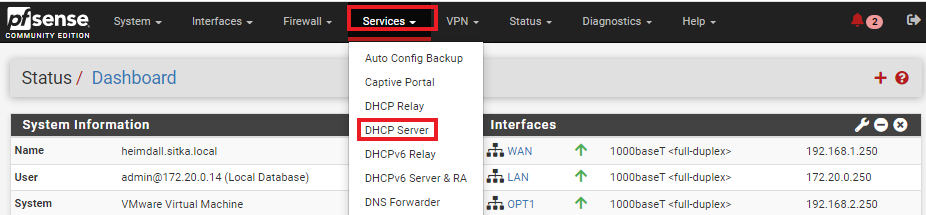 pfsense System Interfaces Firewall Services VPN Status Diagnostics Help 2
COMMUNITY EDITION
Status / Dashboard
Auto Config Backup
Captive Portal
DHCP Relay
DHCP Server
DHCPv6 Relay
DHCPv6 Server & RA
DNS Forwarder
System Information
Name heimdall.sitka.local
User admin@172.20.0.14 (Local Database)
System VMware Virtual Machine
Interfaces
WAN 1000baseT <full-duplex> 192.168.1.250
LAN 1000baseT <full-duplex> 172.20.0.250
OPT1 1000baseT <full-duplex> 192.168.2.250